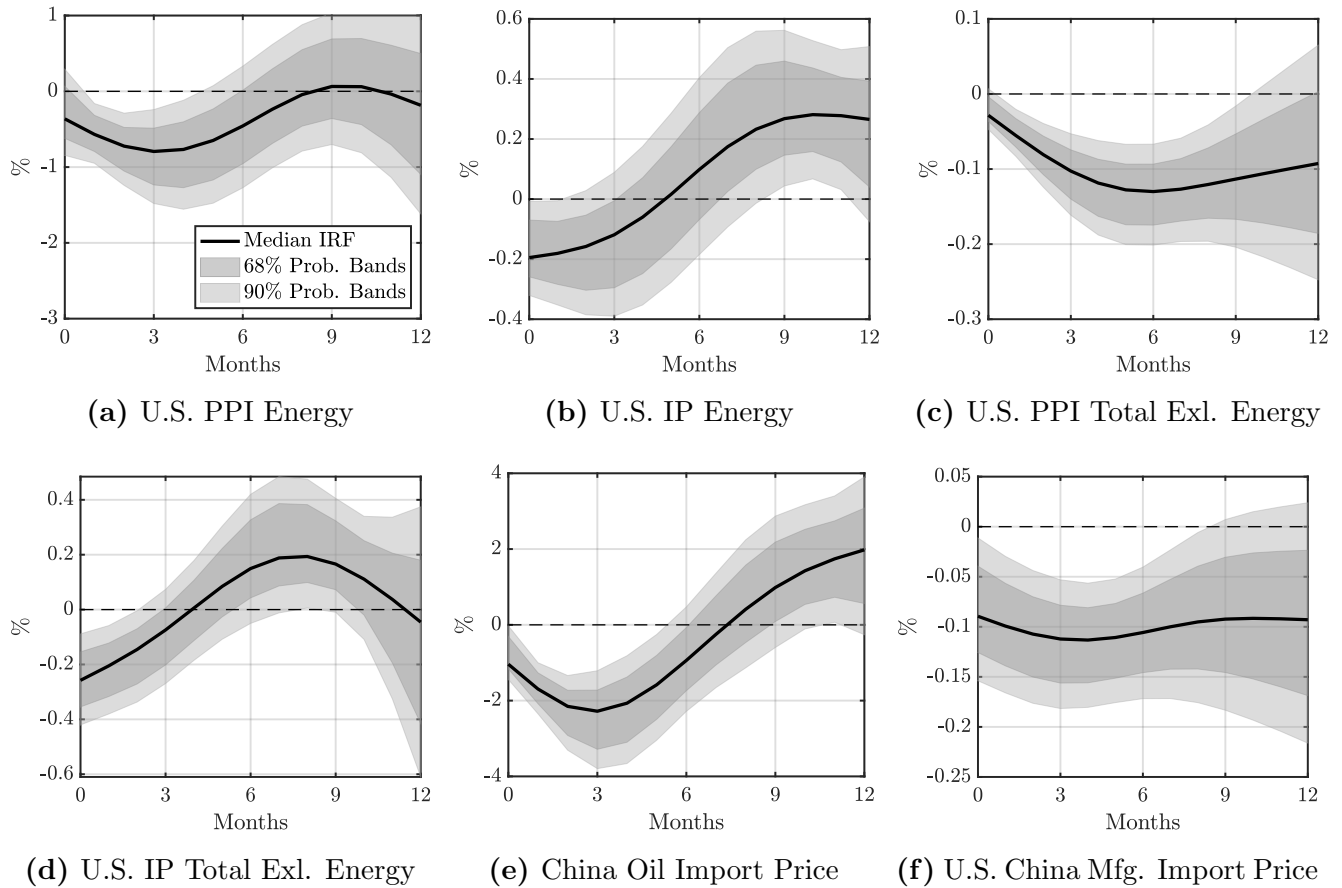 1
0
-1
-2
-3
%
Median IRF
68% Prob. Bands
90% Prob. Bands
0 3 6 9 12
Months
(a) U.S. PPI Energy
0.6
0.4
0.2
0
-0.2
-0.4
%
0 3 6 9 12
Months
(b) U.S. IP Energy
0.1
0
-0.1
-0.2
-0.3
%
0 3 6 9 12
Months
(c) U.S. PPI Total Exl. Energy
0.4
0.2
0
-0.2
-0.4
-0.6
%
0 3 6 9 12
Months
(d) U.S. IP Total Exl. Energy
4
2
0
-2
-4
%
0 3 6 9 12
Months
(e) China Oil Import Price
0.05
0
-0.05
-0.1
-0.15
-0.2
-0.25
%
0 3 6 9 12
Months
(f) U.S. China Mfg. Import Price